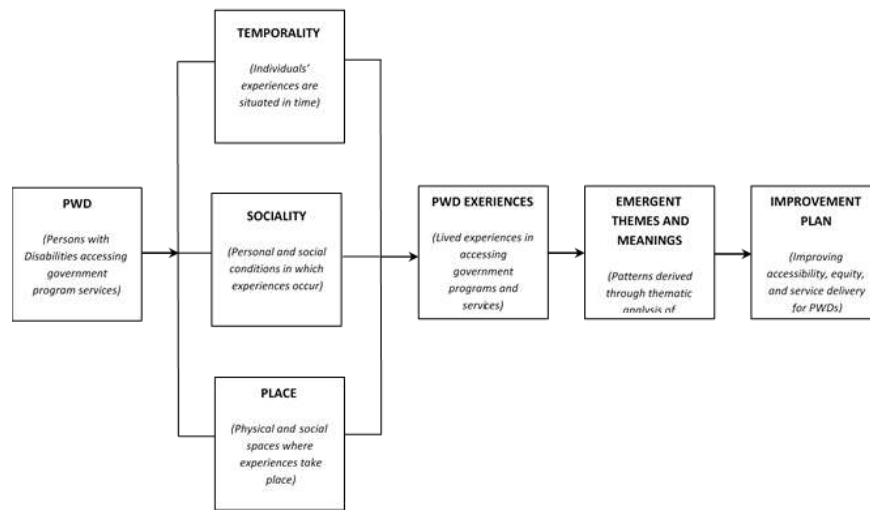 TEMPORALITY
(Individuals'
experiences are
situated in time)
PWD
(Persons with
Disabilities accessing
government
program services)
SOCIALITY
(Personal and social
conditions in which
experiences occur)
PLACE
(Physical and social
spaces where
experiences take
place)
PWD EXERIENCES
(Lived experiences in
accessing
government
programs and
services)
EMERGENT
THEMES AND
MEANINGS
(Patterns derived
through thematic
analysis of
IMPROVEMENT
PLAN
(Improving
accessibility, equity,
and service delivery
for PWDs)